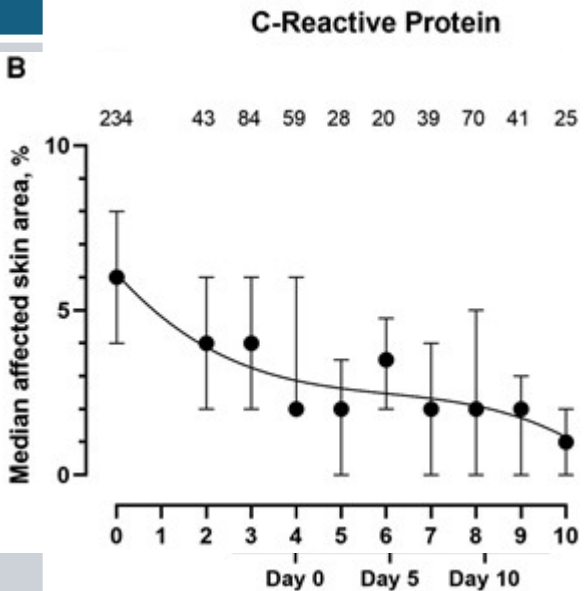 C-Reactive Protein
B
234 43 84 59 28 20 39 70 41 25
10
5
0
Median affected skin area, %
0 1 2 3 4 5 6 7 8 9 10
Day 0 Day 5 Day 10